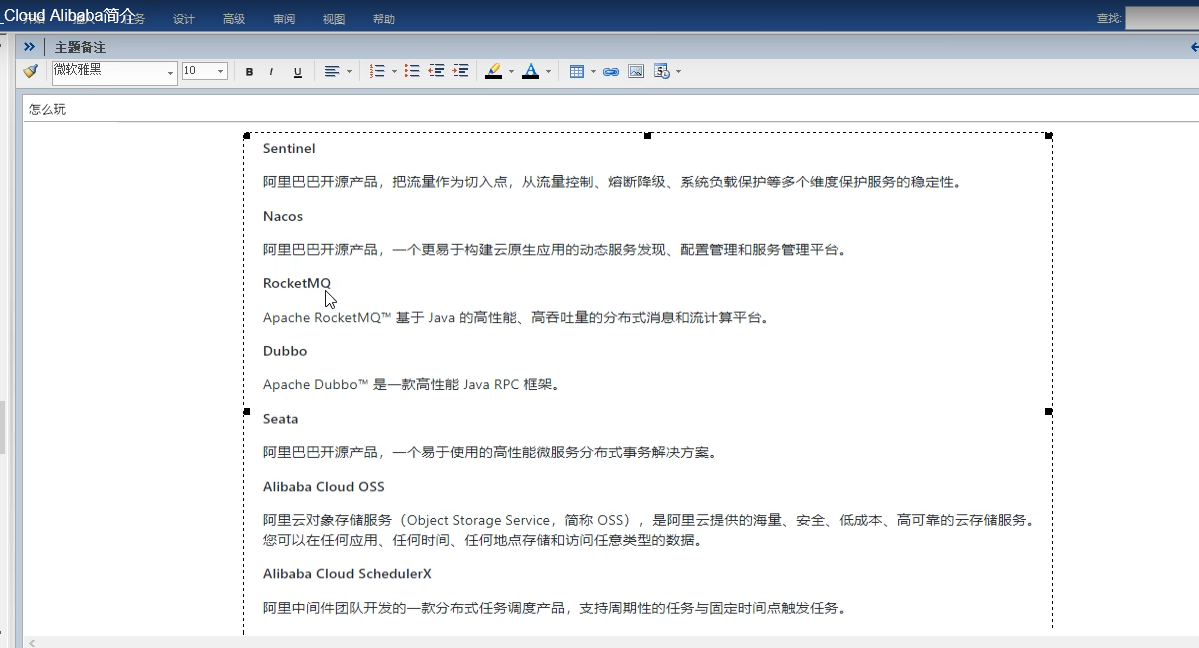 _Cloud Alibaba简介
任务 设计 高级 审阅 视图 帮助 查找:
主题备注
微软雅黑 10 B I U
怎么玩
Sentinel
阿里巴巴开源产品，把流量作为切入点，从流量控制、熔断降级、系统负载保护等多个维度保护服务的稳定性。
Nacos
阿里巴巴开源产品，一个更易于构建云原生应用的动态服务发现、配置管理和服务管理平台。
RocketMQ
Apache RocketMQ™ 基于 Java 的高性能、高吞吐量的分布式消息和流计算平台。
Dubbo
Apache Dubbo™ 是一款高性能 Java RPC 框架。
Seata
阿里巴巴开源产品，一个易于使用的高性能微服务分布式事务解决方案。
Alibaba Cloud OSS
阿里云对象存储服务（Object Storage Service，简称 OSS），是阿里云提供的海量、安全、低成本、高可靠的云存储服务。
您可以在任何应用、任何时间、任何地点存储和访问任意类型的数据。
Alibaba Cloud SchedulerX
阿里中间件团队开发的一款分布式任务调度产品，支持周期性的任务与固定时间点触发任务。